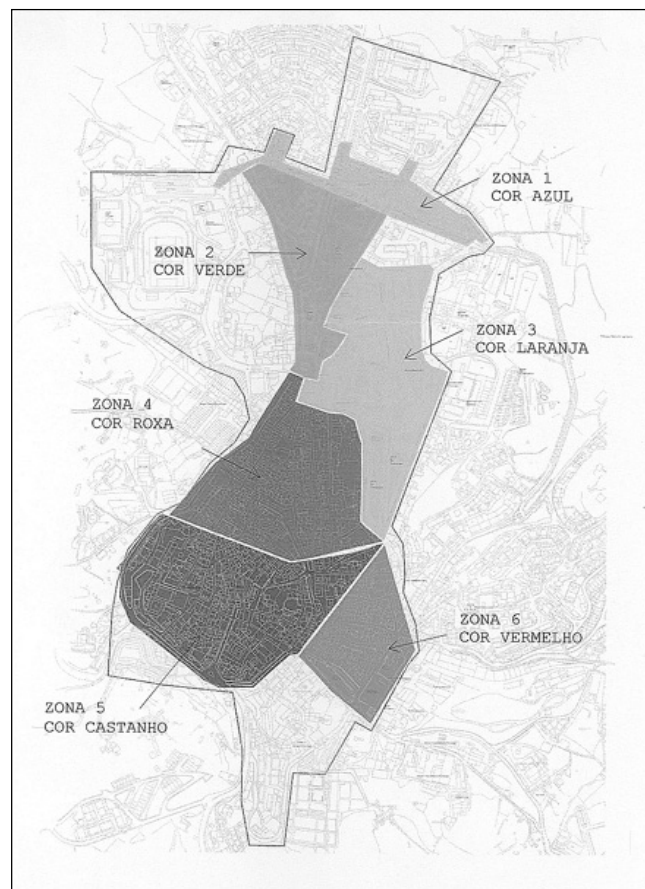 ZONA 1
COR AZUL
ZONA 2
COR VERDE
ZONA 3
COR LARANJA
ZONA 4
COR ROXA
ZONA 6
COR VERMELHO
ZONA 5
COR CASTANHO